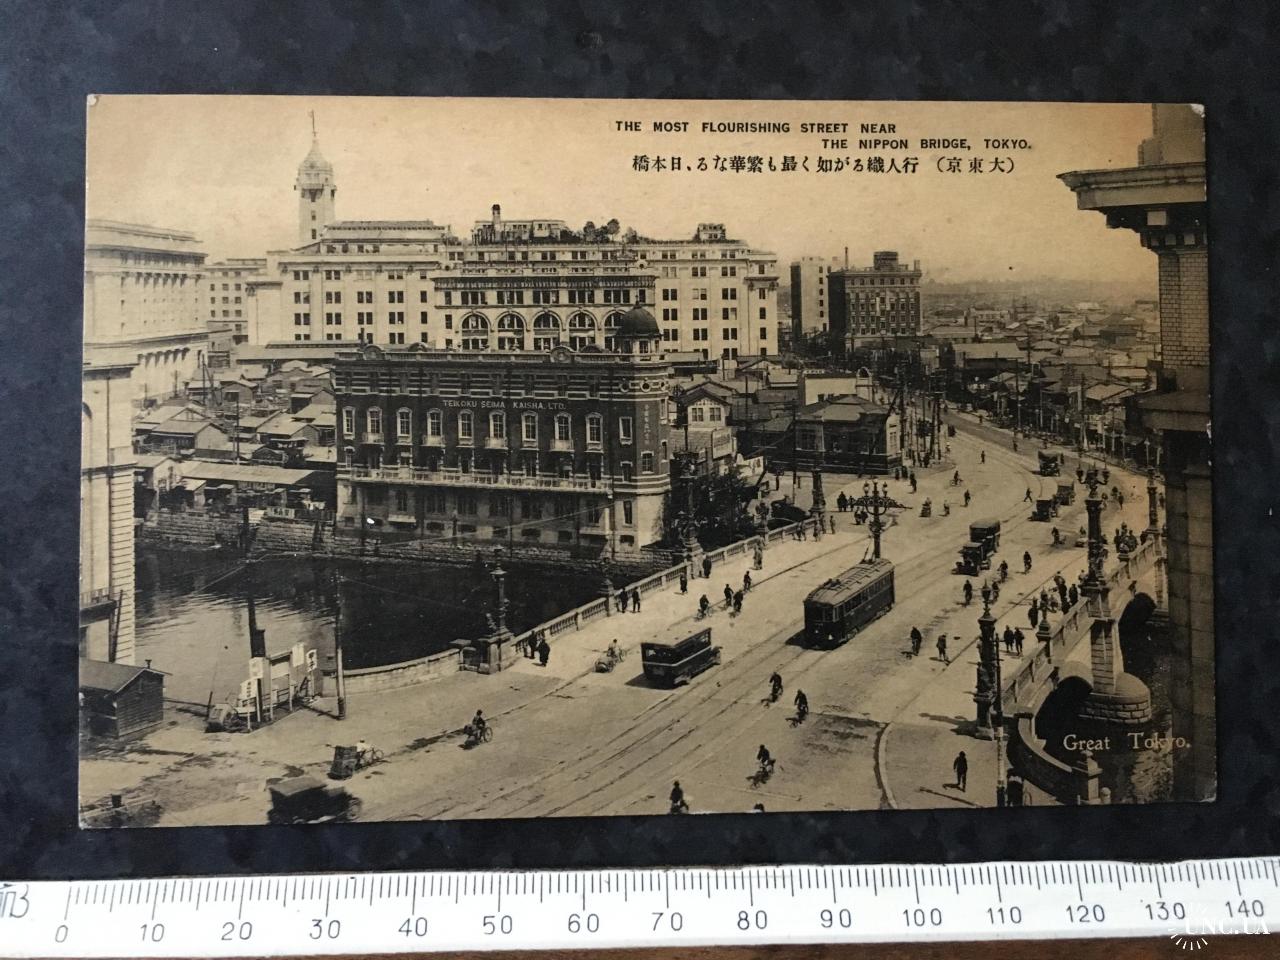 THE MOST FLOURISHING STREET NEAR
THE NIPPON BRIDGE, TOKYO.
橋本日、るな華繁も最く如がる織人行 （京東大）
TEIKOKU SEIMA KAISHA, LTD.
Great Tokyo.
0 10 20 30 40 50 60 70 80 90 100 110 120 130 140
UNC.UA